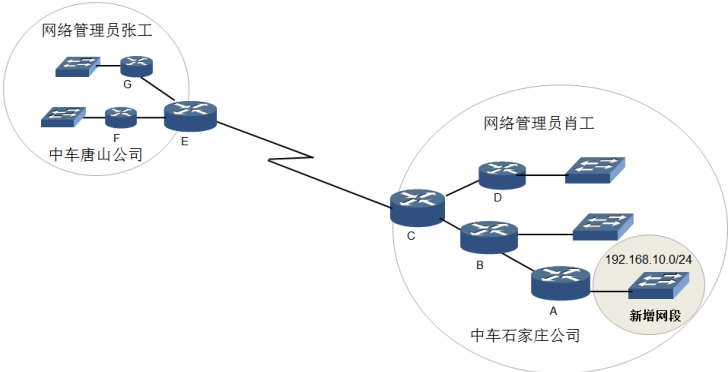 网络管理员张工
G
F
E
中车唐山公司
网络管理员肖工
D
C
B
192.168.10.0/24
A
新增网段
中车石家庄公司